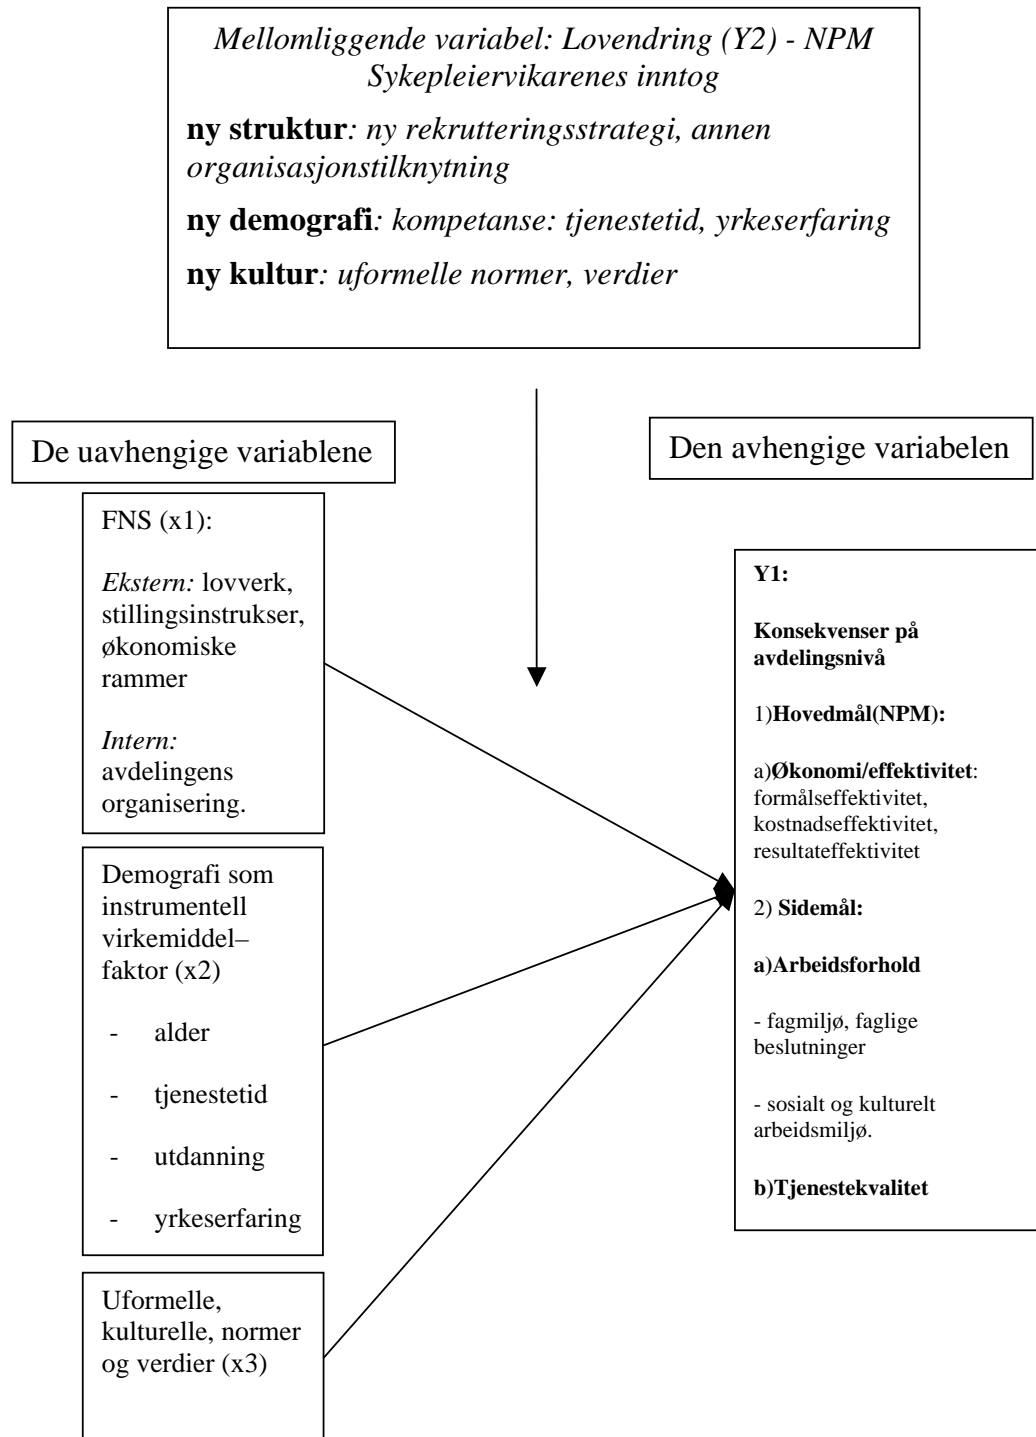 Mellomliggende variabel: Lovendring (Y2) - NPM
Sykepleiervikarenes inntog
ny struktur: ny rekrutteringsstrategi, annen
organisasjonstilknytning
ny demografi: kompetanse: tjenestetid, yrkeserfaring
ny kultur: uformelle normer, verdier
De uavhengige variablene
Den avhengige variabelen
FNS (x1):
Ekstern: lovverk,
stillingsinstrukser,
økonomiske
rammer
Intern:
avdelingens
organisering.
Demografi som
instrumentell
virkemiddel–
faktor (x2)
- alder
- tjenestetid
- utdanning
- yrkeserfaring
Uformelle,
kulturelle, normer
og verdier (x3)
Y1:
Konsekvenser på
avdelingsnivå
1)Hovedmål(NPM):
a)Økonomi/effektivitet:
formålseffektivitet,
kostnadseffektivitet,
resultateffektivitet
2) Sidemål:
a)Arbeidsforhold
- fagmiljø, faglige
beslutninger
- sosialt og kulturelt
arbeidsmiljø.
b)Tjenestekvalitet